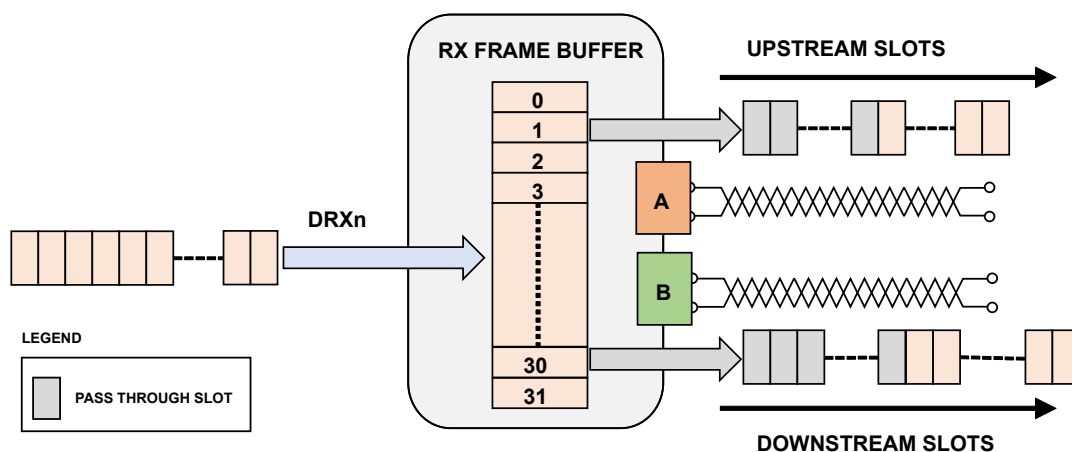 RX FRAME BUFFER
UPSTREAM SLOTS
0
1
2
3
A
DRXn
B
LEGEND
PASS THROUGH SLOT
30
31
DOWNSTREAM SLOTS